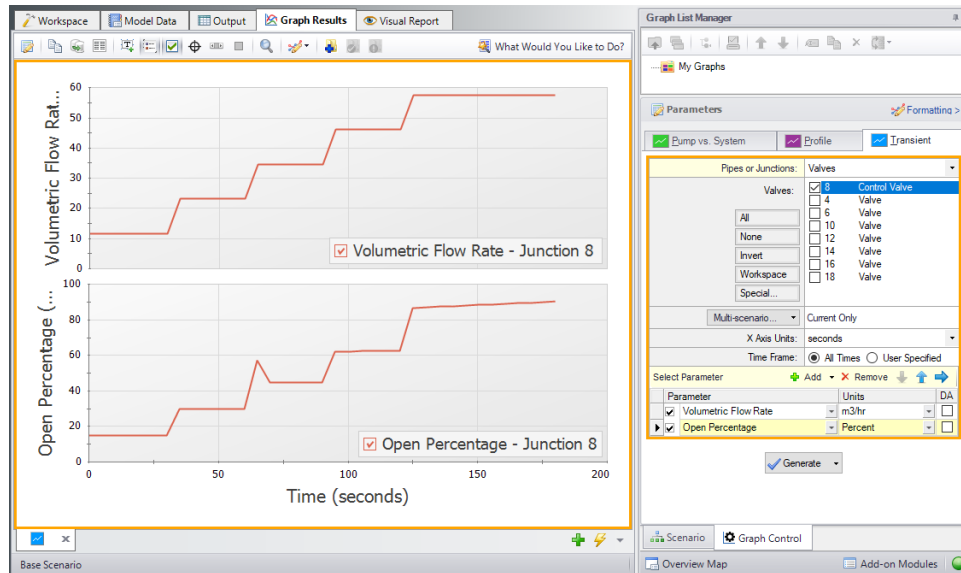 Workspace Model Data Output Graph Results Visual Report
What Would You Like to Do?
60
50
40
30
20
10
0
Volumetric Flow Rat...
Volumetric Flow Rate - Junction 8
100
80
60
40
20
0
Open Percentage (...
Open Percentage - Junction 8
0 50 100 150 200
Time (seconds)
Base Scenario
Graph List Manager
My Graphs
Parameters Formatting >
Pump vs. System Profile Transient
Pipes or Junctions: Valves
Valves:
8 Control Valve
4 Valve
6 Valve
10 Valve
12 Valve
14 Valve
16 Valve
18 Valve
All
None
Invert
Workspace
Special...
Multi-scenario... Current Only
X Axis Units: seconds
Time Frame: All Times User Specified
Select Parameter Add Remove
Parameter Units DA
Volumetric Flow Rate m3/hr
Open Percentage Percent
Generate
Scenario Graph Control
Overview Map Add-on Modules